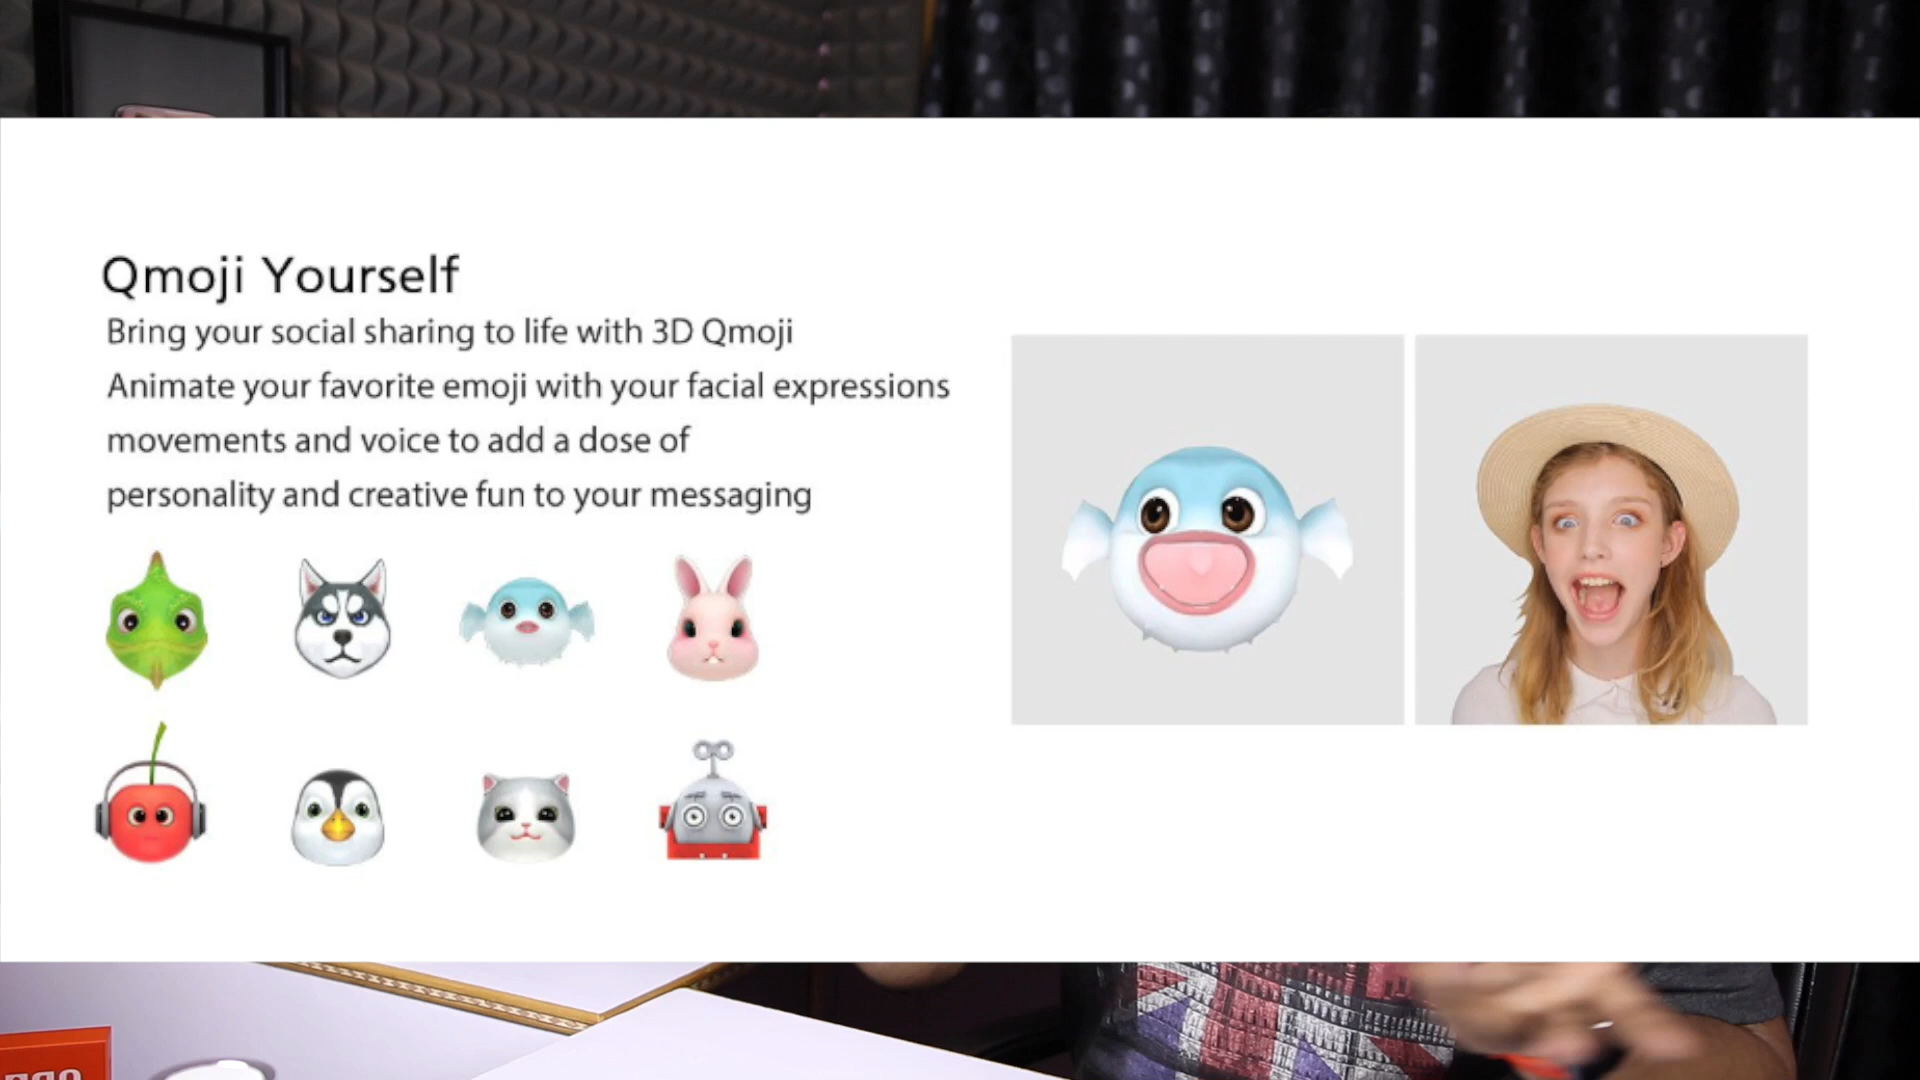 Qmoji Yourself
Bring your social sharing to life with 3D Qmoji
Animate your favorite emoji with your facial expressions
movements and voice to add a dose of
personality and creative fun to your messaging